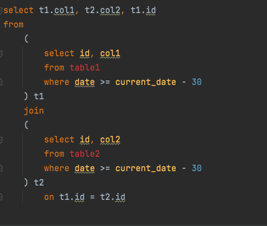 select t1.col1, t2.col2, t1.id
from
(
select id, col1
from table1
where date >= current_date - 30
) t1
join
(
select id, col2
from table2
where date >= current_date - 30
) t2
on t1.id = t2.id